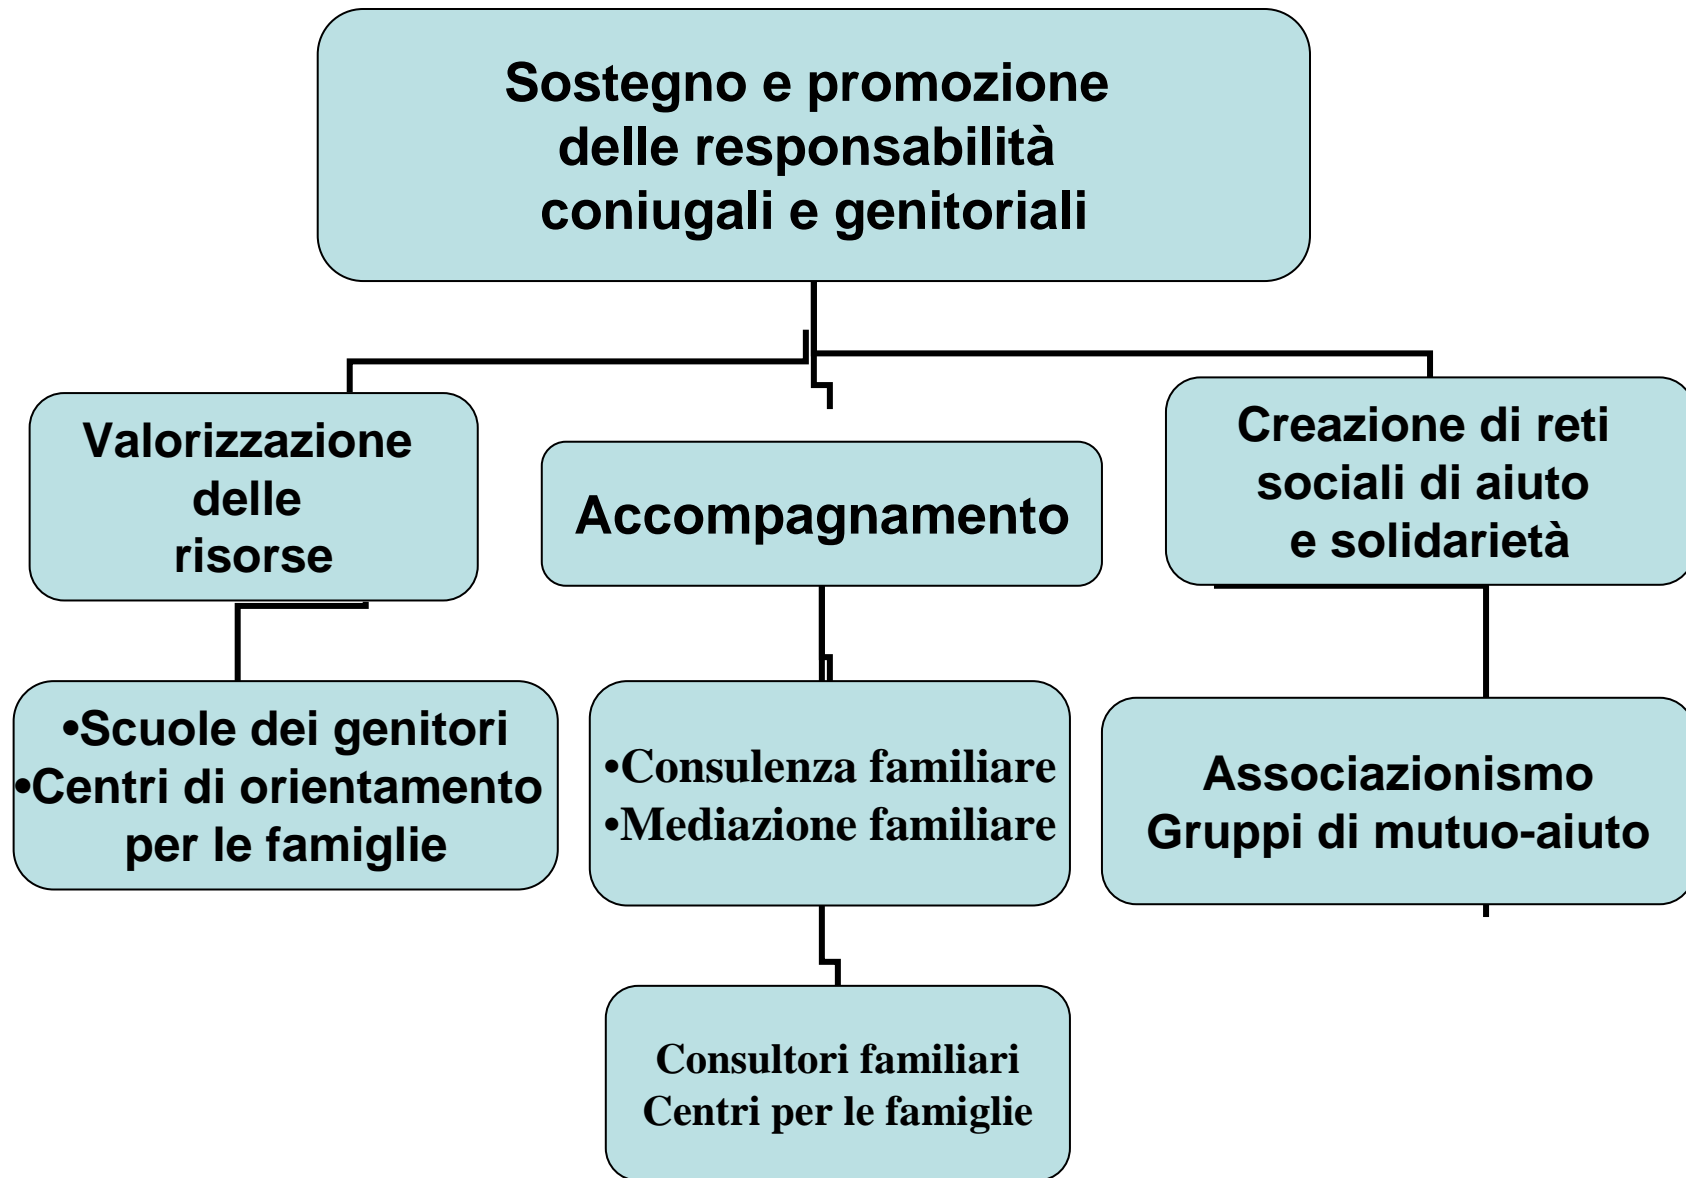 Sostegno e promozione
delle responsabilità
coniugali e genitoriali
Valorizzazione
delle
risorse
Accompagnamento
Creazione di reti
sociali di aiuto
e solidarietà
•Scuole dei genitori
•Centri di orientamento
per le famiglie
•Consulenza familiare
•Mediazione familiare
Associazionismo
Gruppi di mutuo-aiuto
Consultori familiari
Centri per le famiglie